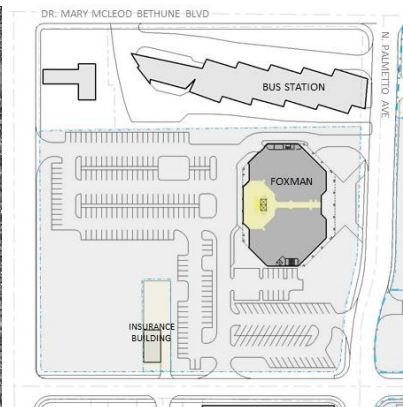 DR. MARY MCLEOD BETHUNE BLVD
N. PALMETTO AVE
BUS STATION
FOXMAN
INSURANCE
BUILDING